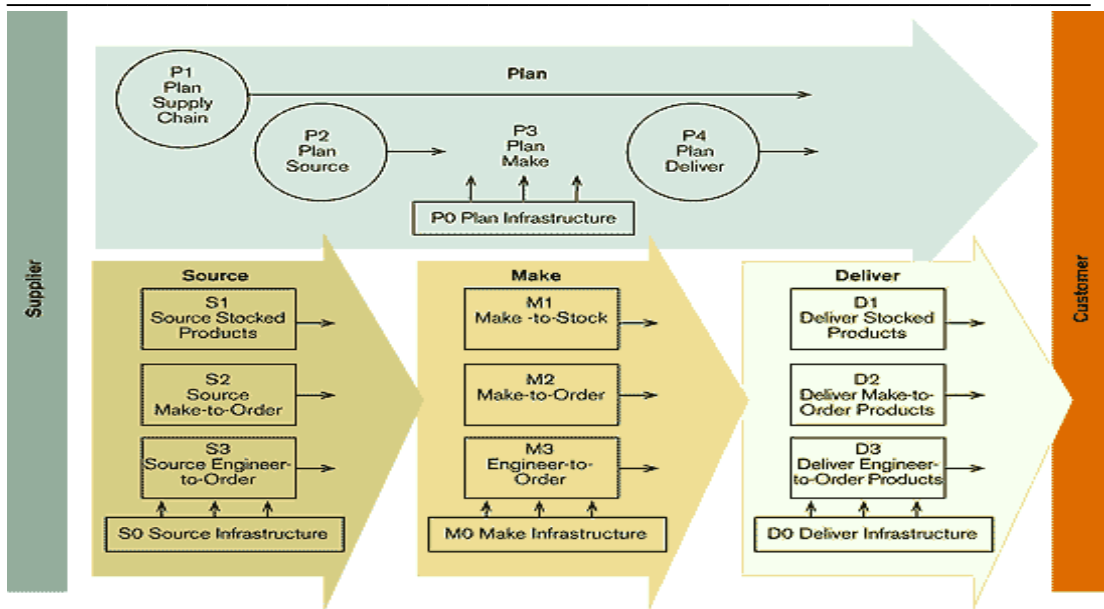 Supplier
Plan
P1
Plan
Supply
Chain
P2
Plan
Source
P3
Plan
Make
P4
Plan
Deliver
P0 Plan Infrastructure
Source
S1
Source Stocked
Products
S2
Source
Make-to-Order
S3
Source Engineer-
to-Order
S0 Source Infrastructure
Make
M1
Make -to-Stock
M2
Make-to-Order
M3
Engineer-to-
Order
M0 Make Infrastructure
Deliver
D1
Deliver Stocked
Products
D2
Deliver Make-to-
Order Products
D3
Deliver Engineer-
to-Order Products
D0 Deliver Infrastructure
Customer